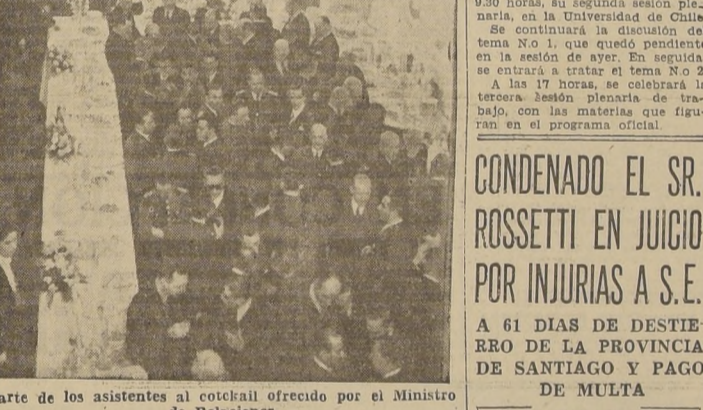 9.30 horas, su segunda sesión ple-
naria, en la Universidad de Chile
Se continuará la discusión de
tema N.o 1, que quedó pendiente
en la sesión de ayer. En seguida
se entrará a tratar el tema N.o 2
A las 17 horas, se celebrará la
tercera sesión plenaria de tra-
bajo, con las materias que figu-
ran en el programa oficial.
CONDENADO EL SR.
ROSSETTI EN JUICIO
POR INJURIAS A S.E.
A 61 DIAS DE DESTIE-
RRO DE LA PROVINCIA
DE SANTIAGO Y PAGO
DE MULTA
arte de los asistentes al cotckail ofrecido por el Ministro